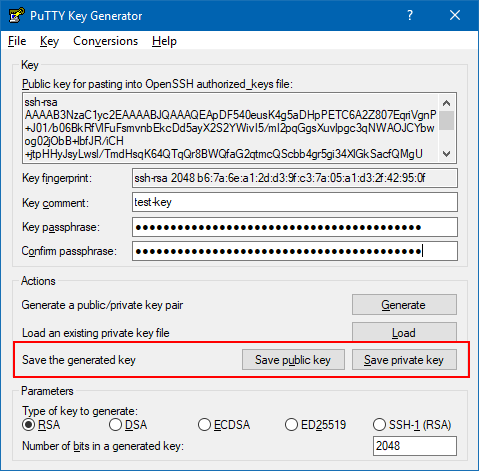 PuTTY Key Generator
File Key Conversions Help
Key
Public key for pasting into OpenSSH authorized_keys file:
ssh-rsa
AAAAB3NzaC1yc2EAAAABJQAAAQEApDF540eusK4g5aDHpPETC6A2Z807EqriVgnP
+J01/b06BkRfVlFuFsmvnbEkcDd5ayX2S2YWivI5/mI2pqGgsXuvlpgc3qNWAOJCYbw
og02jObB+lbfJR/iCH
+jtpHHyJsyLwsI/TmdHsqK64QTqQr8BWQfaG2qtmcQScbb4gr5gi34XlGkSacfQMgU
Key fingerprint: ssh-rsa 2048 b6:7a:6e:a1:2d:d3:9f:c3:7a:05:a1:d3:2f:42:95:0f
Key comment: test-key
Key passphrase: ●●●●●●●●●●●●●●●●●●●●●●●●●●●●●●●●●●●●●●●●●
Confirm passphrase: ●●●●●●●●●●●●●●●●●●●●●●●●●●●●●●●●●●●●●●●●●
Actions
Generate a public/private key pair Generate
Load an existing private key file Load
Save the generated key Save public key Save private key
Parameters
Type of key to generate:
RSA DSA ECDSA ED25519 SSH-1 (RSA)
Number of bits in a generated key: 2048